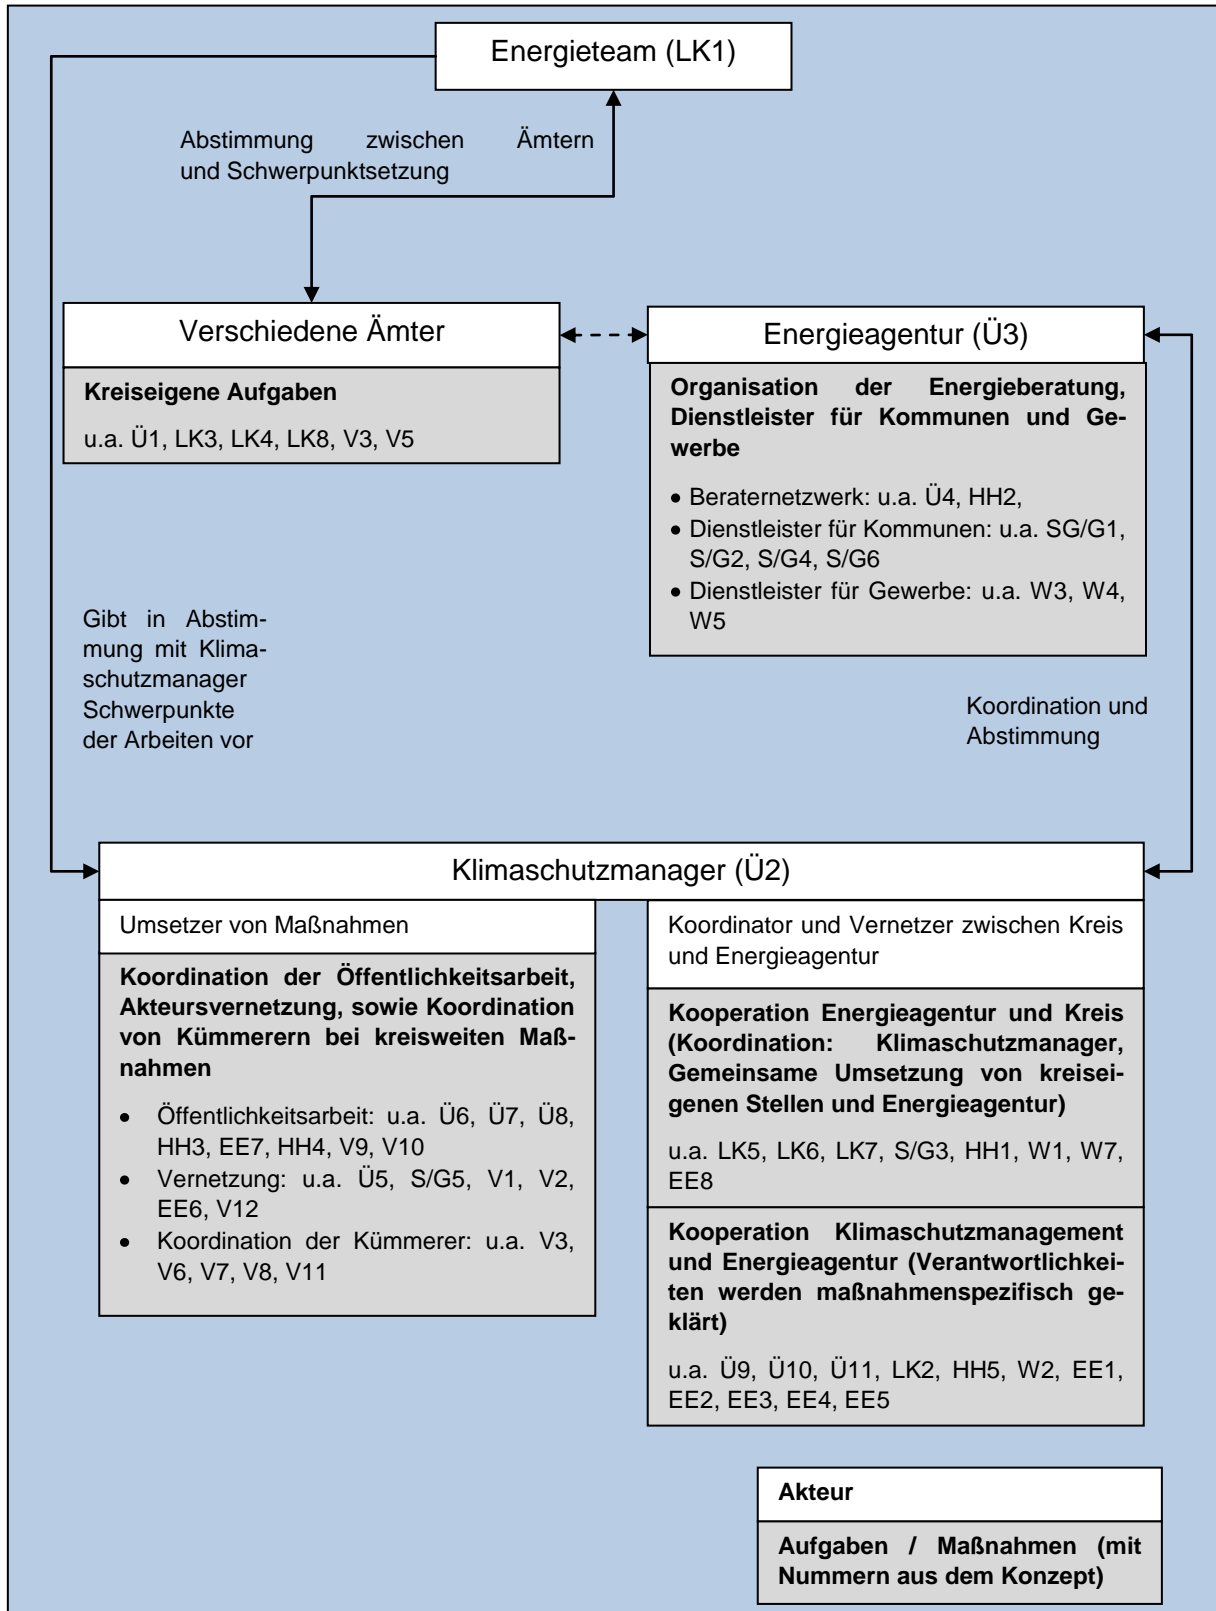 Energieteam (LK1)
Abstimmung zwischen Ämtern
und Schwerpunktsetzung
Verschiedene Ämter
Kreiseigene Aufgaben
u.a. Ü1, LK3, LK4, LK8, V3, V5
Energieagentur (Ü3)
Organisation der Energieberatung,
Dienstleister für Kommunen und Ge-
werbe
• Beraternetzwerk: u.a. Ü4, HH2,
• Dienstleister für Kommunen: u.a. SG/G1,
S/G2, S/G4, S/G6
• Dienstleister für Gewerbe: u.a. W3, W4,
W5
Gibt in Abstim-
mung mit Klima-
schutzmanager
Schwerpunkte
der Arbeiten vor
Koordination und
Abstimmung
Klimaschutzmanager (Ü2)
Umsetzer von Maßnahmen
Koordination der Öffentlichkeitsarbeit,
Akteursvernetzung, sowie Koordination
von Kümmerern bei kreisweiten Maß-
nahmen
• Öffentlichkeitsarbeit: u.a. Ü6, Ü7, Ü8,
HH3, EE7, HH4, V9, V10
• Vernetzung: u.a. Ü5, S/G5, V1, V2,
EE6, V12
• Koordination der Kümmerer: u.a. V3,
V6, V7, V8, V11
Koordinator und Vernetzer zwischen Kreis
und Energieagentur
Kooperation Energieagentur und Kreis
(Koordination: Klimaschutzmanager,
Gemeinsame Umsetzung von kreisei-
genen Stellen und Energieagentur)
u.a. LK5, LK6, LK7, S/G3, HH1, W1, W7,
EE8
Kooperation Klimaschutzmanagement
und Energieagentur (Verantwortlichkei-
ten werden maßnahmenspezifisch ge-
klärt)
u.a. Ü9, Ü10, Ü11, LK2, HH5, W2, EE1,
EE2, EE3, EE4, EE5
Akteur
Aufgaben / Maßnahmen (mit
Nummern aus dem Konzept)